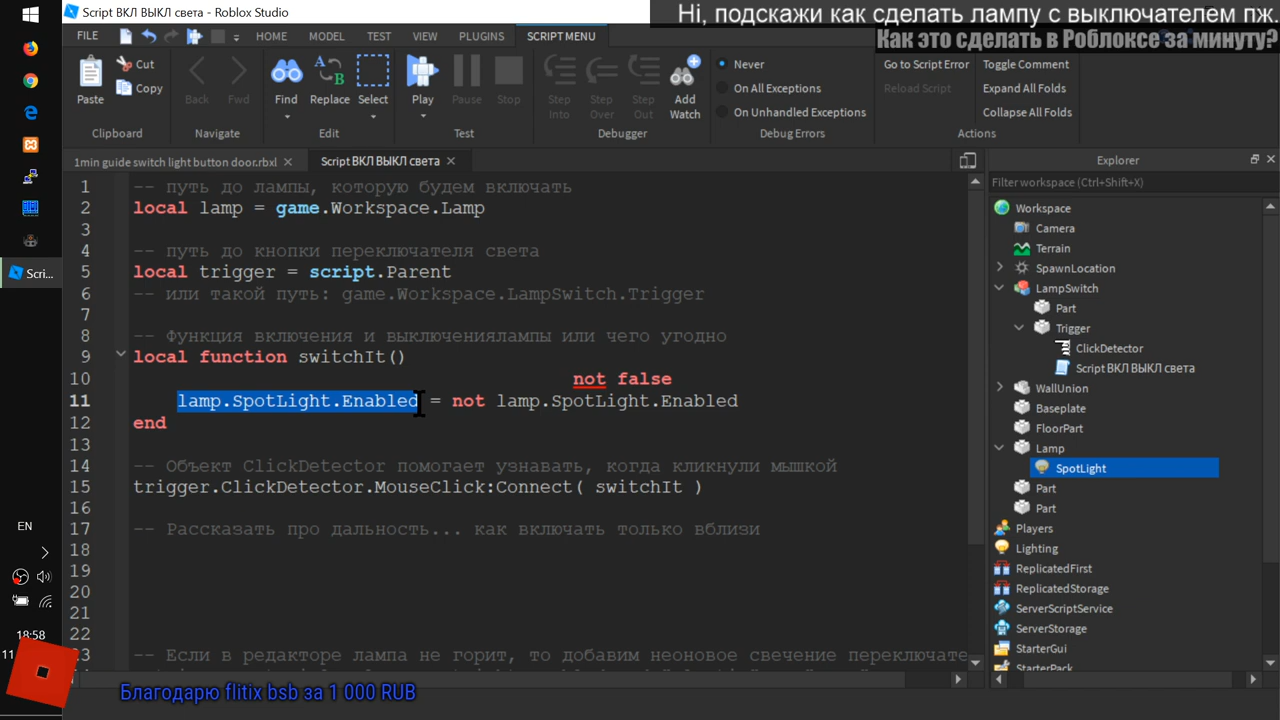 Script ВКЛ ВЫКЛ света - Roblox Studio
Hi, подскажи как сделать лампу с выключателем пж.
Как это сделать в Роблоксе за минуту?
FILE HOME MODEL TEST VIEW PLUGINS SCRIPT MENU
Paste Cut Copy
Clipboard
Back Fwd
Navigate
Find Replace Select
Edit
Play Pause Stop
Test
Step Into Step Over Step Out Add Watch
Debugger
Never
On All Exceptions
On Unhandled Exceptions
Debug Errors
Go to Script Error Toggle Comment
Reload Script Expand All Folds
Collapse All Folds
Actions
1min guide switch light button door.rbxl Script ВКЛ ВЫКЛ света
1 -- путь до лампы, которую будем включать
2 local lamp = game.Workspace.Lamp
3
4 -- путь до кнопки переключателя света
5 local trigger = script.Parent
6 -- или такой путь: game.Workspace.LampSwitch.Trigger
7
8 -- Функция включения и выключениялампы или чего угодно
9 local function switchIt()
10 not false
11 lamp.SpotLight.Enabled = not lamp.SpotLight.Enabled
12 end
13
14 -- Объект ClickDetector помогает узнавать, когда кликнули мышкой
15 trigger.ClickDetector.MouseClick:Connect( switchIt )
16
17 -- Рассказать про дальность... как включать только вблизи
18
19
20
21
22
23 -- Если в редакторе лампа не горит, то добавим неоновое свечение переключате
Explorer
Filter workspace (Ctrl+Shift+X)
Workspace
Camera
Terrain
SpawnLocation
LampSwitch
Part
Trigger
ClickDetector
Script ВКЛ ВЫКЛ света
WallUnion
Baseplate
FloorPart
Lamp
SpotLight
Part
Part
Players
Lighting
ReplicatedFirst
ReplicatedStorage
ServerScriptService
ServerStorage
StarterGui
StarterPack
Scri...
EN
18:58
11
Благодарю flitix bsb за 1 000 RUB